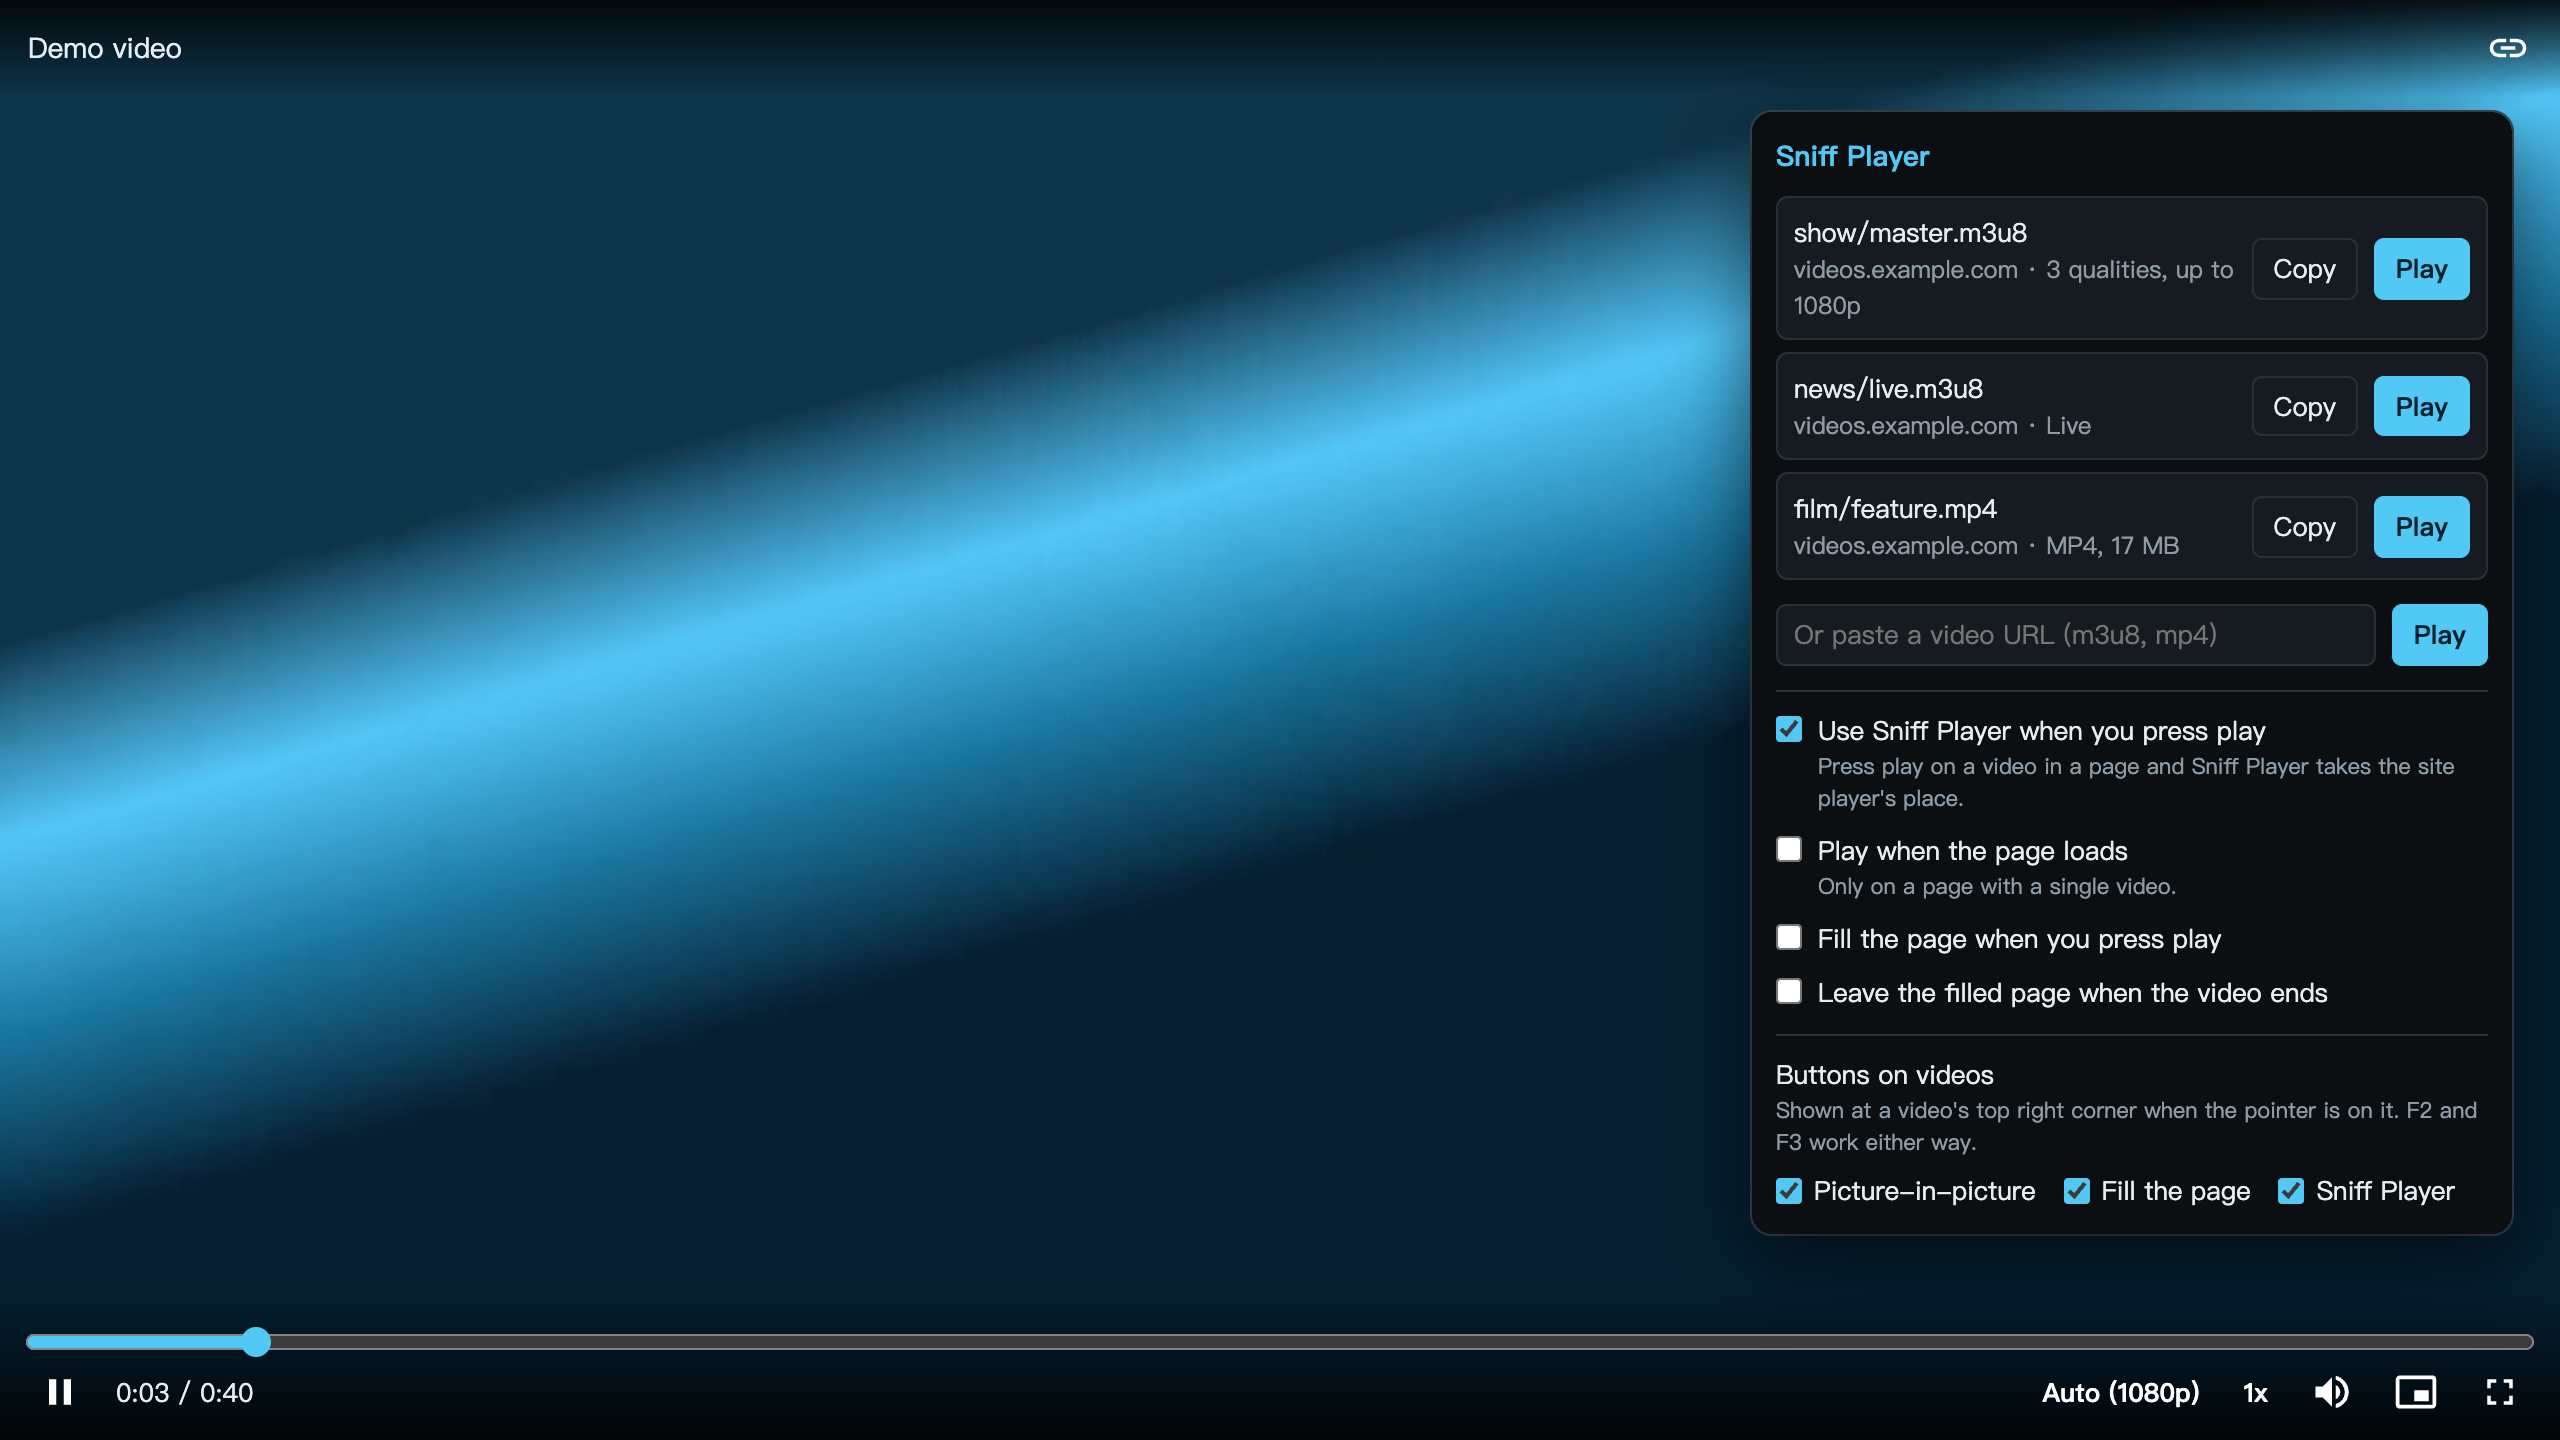 Demo video
Sniff Player
show/master.m3u8
videos.example.com · 3 qualities, up to
1080p
Copy
Play
news/live.m3u8
videos.example.com · Live
Copy
Play
film/feature.mp4
videos.example.com · MP4, 17 MB
Copy
Play
Or paste a video URL (m3u8, mp4)
Play
Use Sniff Player when you press play
Press play on a video in a page and Sniff Player takes the site
player's place.
Play when the page loads
Only on a page with a single video.
Fill the page when you press play
Leave the filled page when the video ends
Buttons on videos
Shown at a video's top right corner when the pointer is on it. F2 and
F3 work either way.
Picture-in-picture
Fill the page
Sniff Player
0:03 / 0:40
Auto (1080p)
1x